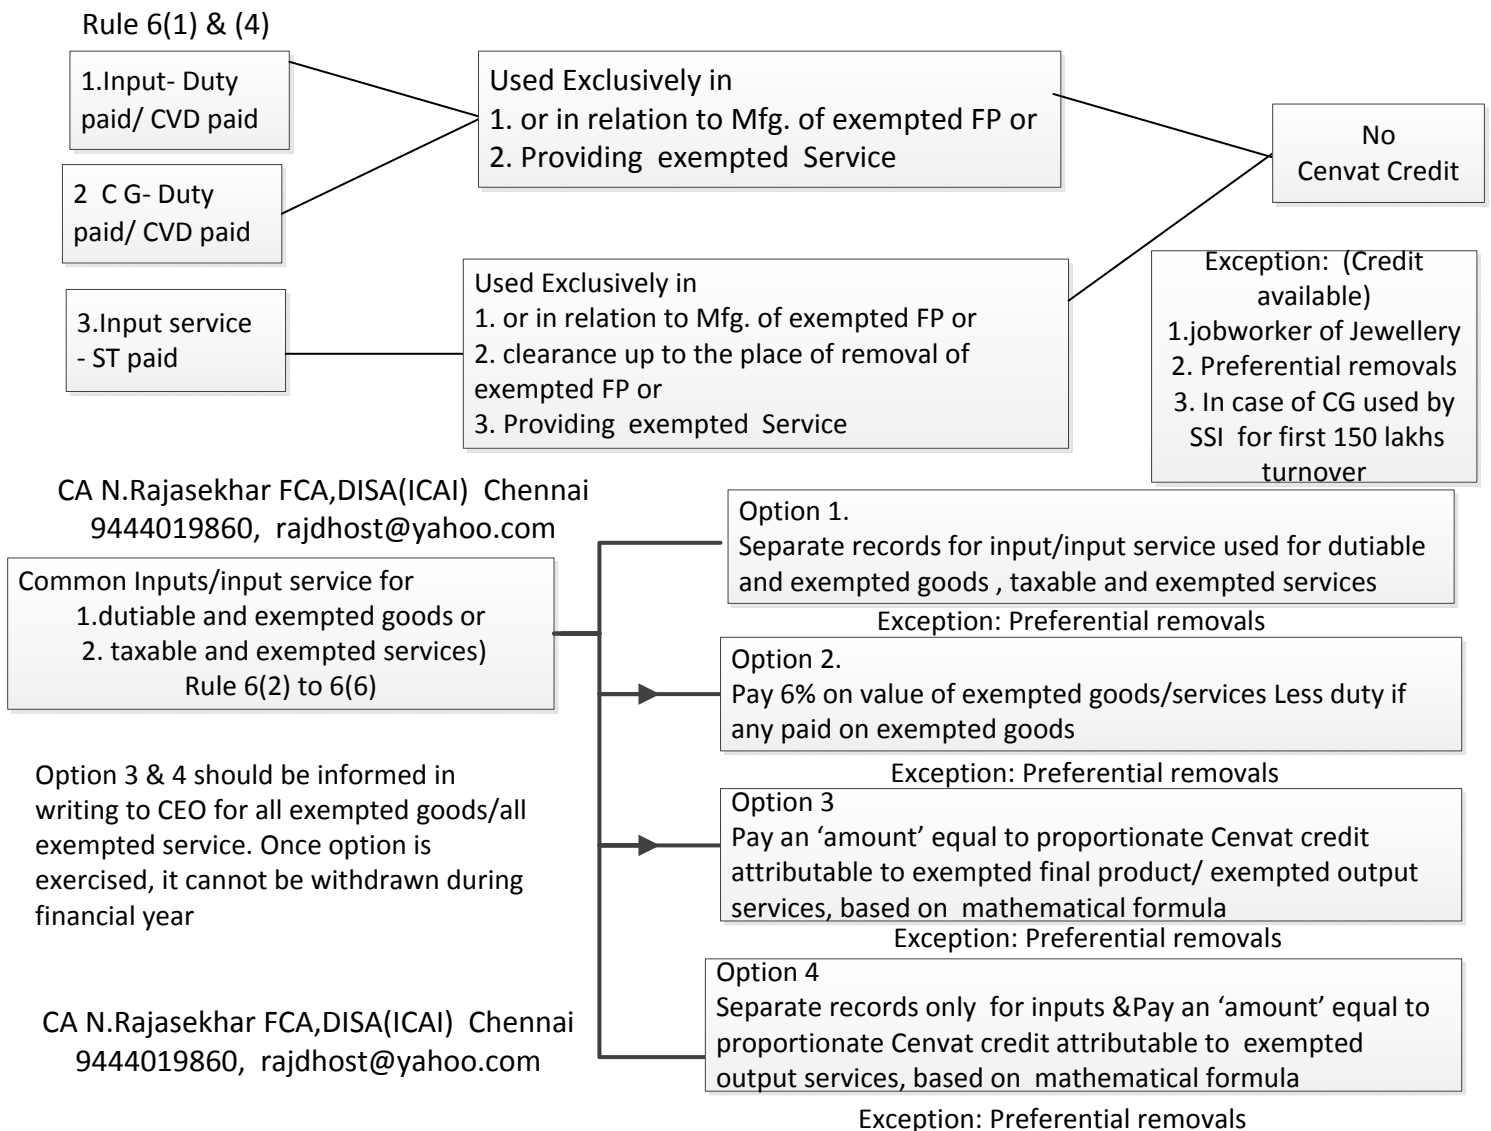 Rule 6(1) & (4)
1.Input- Duty
paid/ CVD paid
Used Exclusively in
1. or in relation to Mfg. of exempted FP or
2. Providing exempted Service
No
Cenvat Credit
2 C G- Duty
paid/ CVD paid
3.Input service
- ST paid
Used Exclusively in
1. or in relation to Mfg. of exempted FP or
2. clearance up to the place of removal of
exempted FP or
3. Providing exempted Service
Exception: (Credit
available)
1.jobworker of Jewellery
2. Preferential removals
3. In case of CG used by
SSI for first 150 lakhs
turnover
CA N.Rajasekhar FCA,DISA(ICAI) Chennai
9444019860, rajdhost@yahoo.com
Common Inputs/input service for
1.dutiable and exempted goods or
2. taxable and exempted services)
Rule 6(2) to 6(6)
Option 1.
Separate records for input/input service used for dutiable
and exempted goods , taxable and exempted services
Exception: Preferential removals
Option 2.
Pay 6% on value of exempted goods/services Less duty if
any paid on exempted goods
Exception: Preferential removals
Option 3
Pay an ‘amount’ equal to proportionate Cenvat credit
attributable to exempted final product/ exempted output
services, based on mathematical formula
Exception: Preferential removals
Option 4
Separate records only for inputs &Pay an ‘amount’ equal to
proportionate Cenvat credit attributable to exempted
output services, based on mathematical formula
Exception: Preferential removals
Option 3 & 4 should be informed in
writing to CEO for all exempted goods/all
exempted service. Once option is
exercised, it cannot be withdrawn during
financial year
CA N.Rajasekhar FCA,DISA(ICAI) Chennai
9444019860, rajdhost@yahoo.com